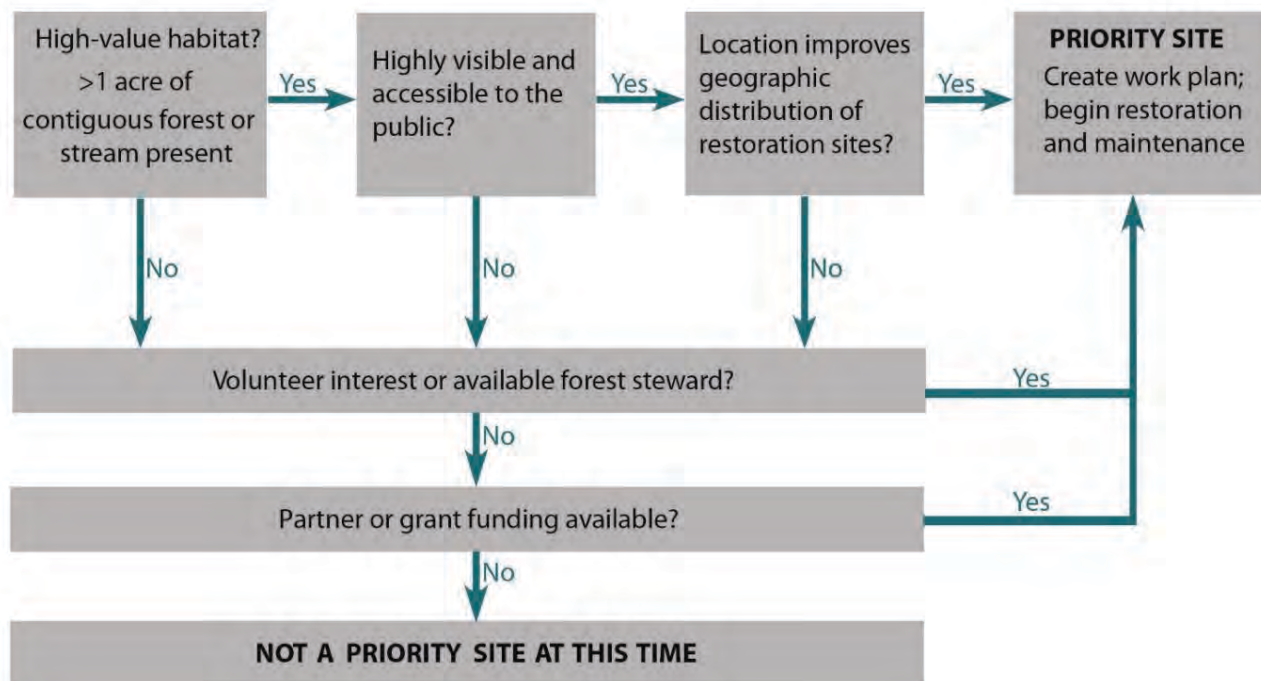 High-value habitat?
>1 acre of
contiguous forest or
stream present
Yes
Highly visible and
accessible to the
public?
Yes
Location improves
geographic
distribution of
restoration sites?
Yes
PRIORITY SITE
Create work plan;
begin restoration
and maintenance
No
No
No
Volunteer interest or available forest steward?
Yes
No
Partner or grant funding available?
Yes
No
NOT A PRIORITY SITE AT THIS TIME